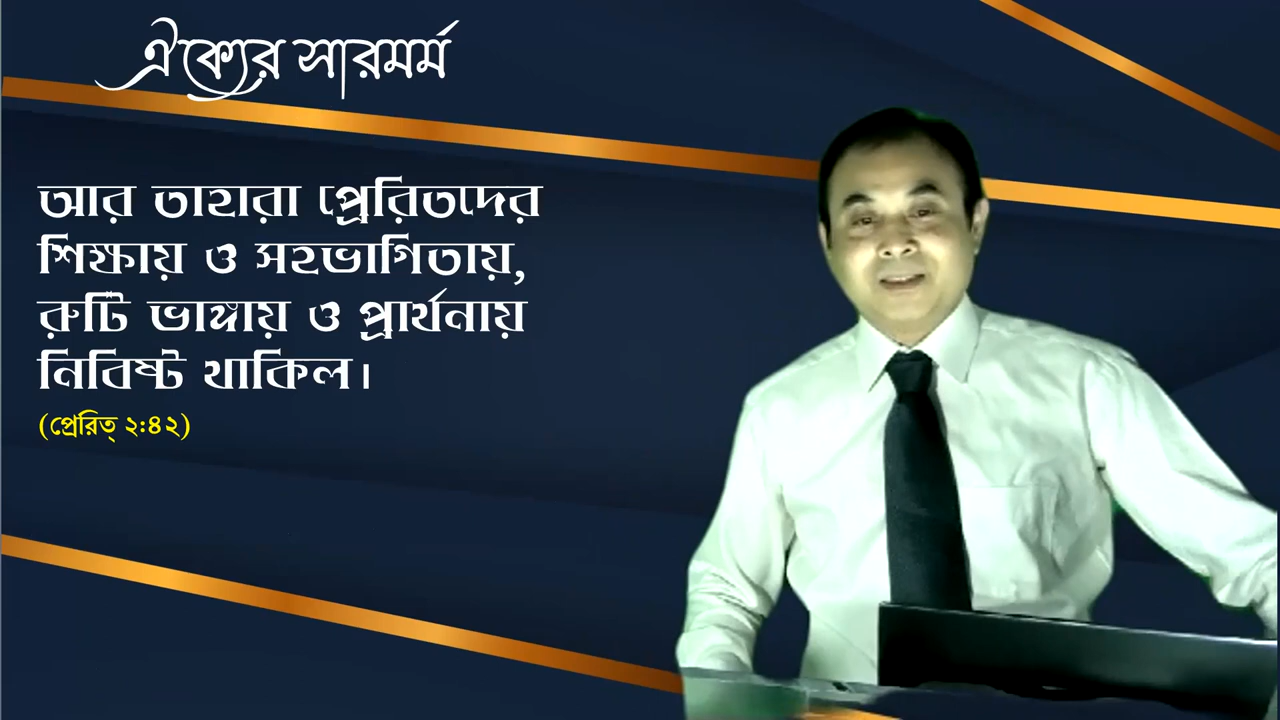 ঐক্যের সারমর্ম
আর তাহারা প্রেরিতদের
শিক্ষায় ও সহভাগিতায়,
রুটি ভাঙ্গায় ও প্রার্থনায়
নিবিষ্ট থাকিল।
(প্রেরিত্ ২:৪২)